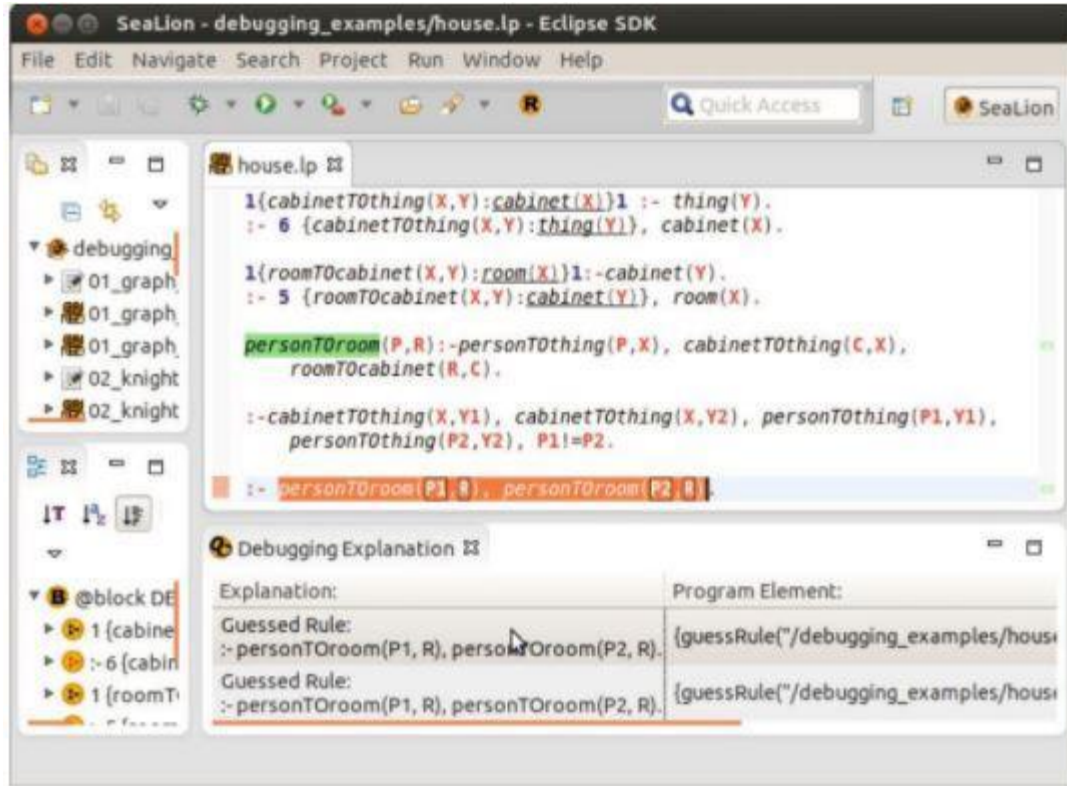 SeaLion - debugging_examples/house.lp - Eclipse SDK
File Edit Navigate Search Project Run Window Help
Quick Access
SeaLion
debugging
01_graph
01_graph
01_graph
02_knight
02_knight
house.lp
1{cabinetTOthing(X,Y):cabinet(X)}1 :- thing(Y).
:- 6 {cabinetTOthing(X,Y):thing(Y)}, cabinet(X).
1{roomTOcabinet(X,Y):room(X)}1:-cabinet(Y).
:- 5 {roomTOcabinet(X,Y):cabinet(Y)}, room(X).
personTOroom(P,R):-personTOthing(P,X), cabinetTOthing(C,X),
roomTOcabinet(R,C).
:-cabinetTOthing(X,Y1), cabinetTOthing(X,Y2), personTOthing(P1,Y1),
personTOthing(P2,Y2), P1!=P2.
:- personTOroom(P1,R), personTOroom(P2,R).
@block DE
1 {cabine
:- 6 {cabin
1 {roomT
Debugging Explanation
Explanation: Program Element:
Guessed Rule:
:- personTOroom(P1, R), personTOroom(P2, R). {guessRule("/debugging_examples/house
Guessed Rule:
:- personTOroom(P1, R), personTOroom(P2, R). {guessRule("/debugging_examples/house